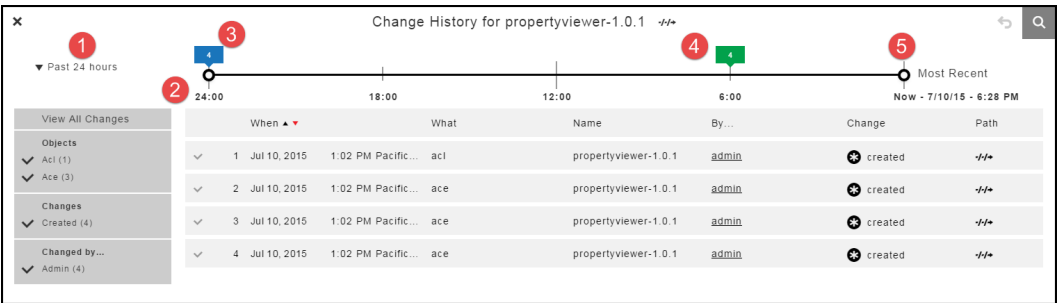 × Change History for propertyviewer-1.0.1 -/-/→
1 3 4 5
▼ Past 24 hours 4 4 Most Recent
2
24:00 18:00 12:00 6:00 Now - 7/10/15 - 6:28 PM
View All Changes
Objects
Acl (1)
Ace (3)
Changes
Created (4)
Changed by...
Admin (4)
When ▲ ▼ What Name By... Change Path
1 Jul 10, 2015 1:02 PM Pacific... acl propertyviewer-1.0.1 admin created -/-/→
2 Jul 10, 2015 1:02 PM Pacific... ace propertyviewer-1.0.1 admin created -/-/→
3 Jul 10, 2015 1:02 PM Pacific... ace propertyviewer-1.0.1 admin created -/-/→
4 Jul 10, 2015 1:02 PM Pacific... ace propertyviewer-1.0.1 admin created -/-/→